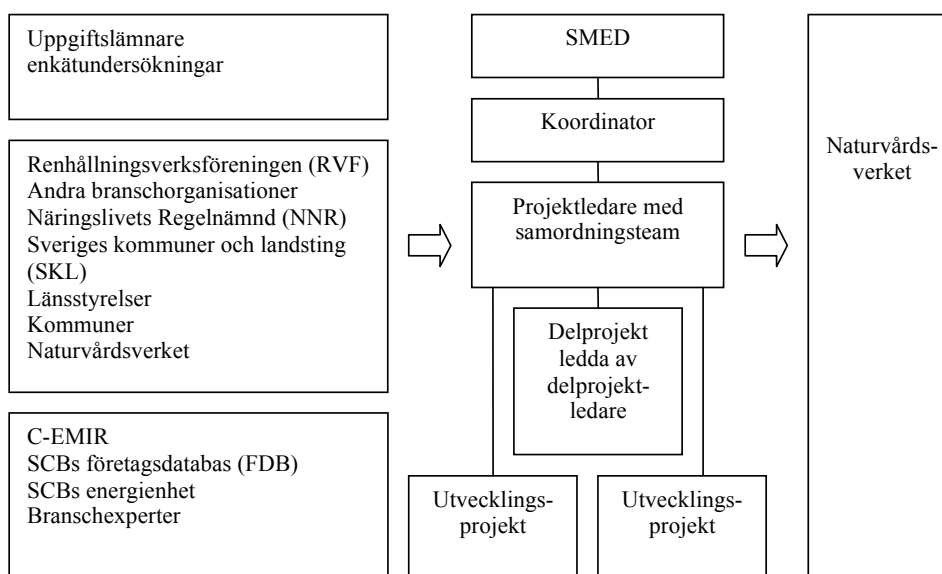 Uppgiftslämnare
enkätundersökningar
Renhållningsverksföreningen (RVF)
Andra branschorganisationer
Näringslivets Regelnämnd (NNR)
Sveriges kommuner och landsting
(SKL)
Länsstyrelser
Kommuner
Naturvårdsverket
C-EMIR
SCBs företagsdatabas (FDB)
SCBs energienhet
Branschexperter
SMED
Koordinator
Projektledare med
samordningsteam
Delprojekt
ledda av
delprojekt-
ledare
Utvecklings-
projekt
Utvecklings-
projekt
Naturvårds-
verket